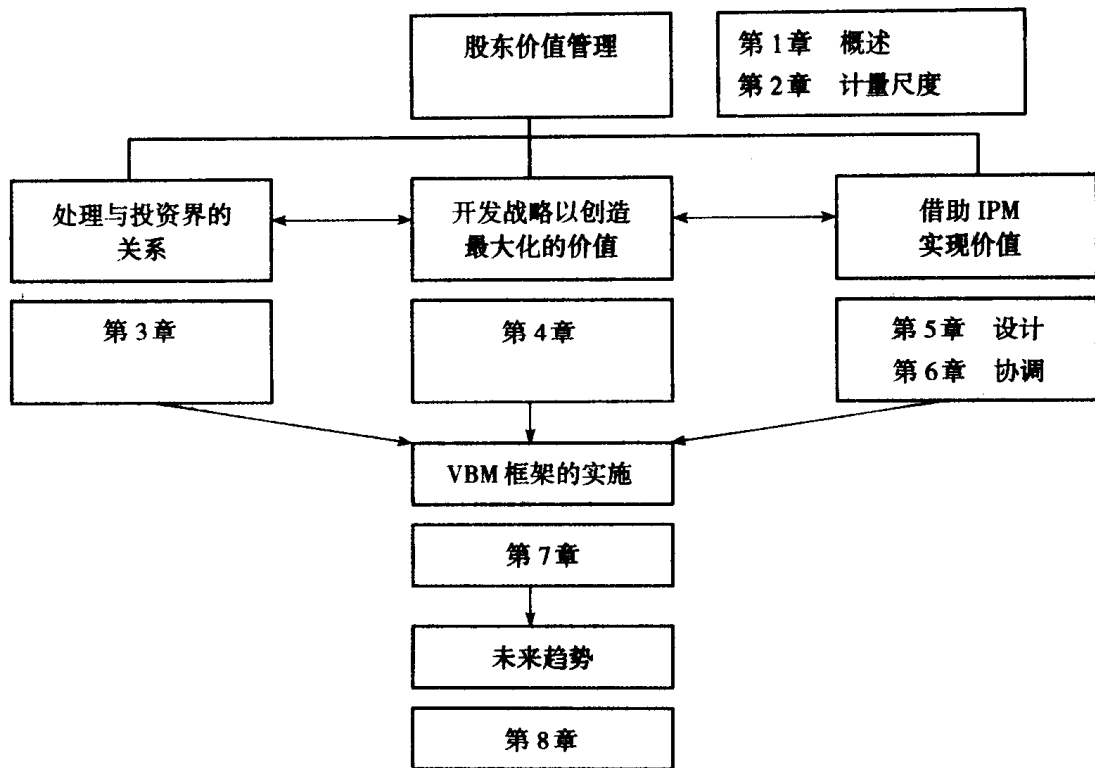 股东价值管理
第1章 概述
第2章 计量尺度
处理与投资界的
关系
开发战略以创造
最大化的价值
借助 IPM
实现价值
第3章
第4章
第5章 设计
第6章 协调
VBM 框架的实施
第7章
未来趋势
第8章